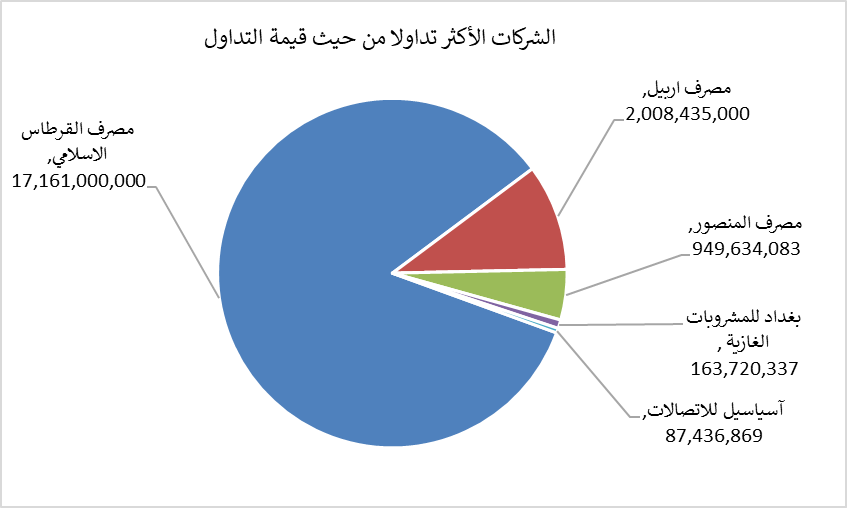 الشركات الأكثر تداولا من حيث قيمة التداول
مصرف اربيل,
2,008,435,000
مصرف القرطاس
الاسلامي,
17,161,000,000
مصرف المنصور,
949,634,083
بغداد للمشروبات
الغازية ,
163,720,337
آسياسيل للاتصالات,
87,436,869